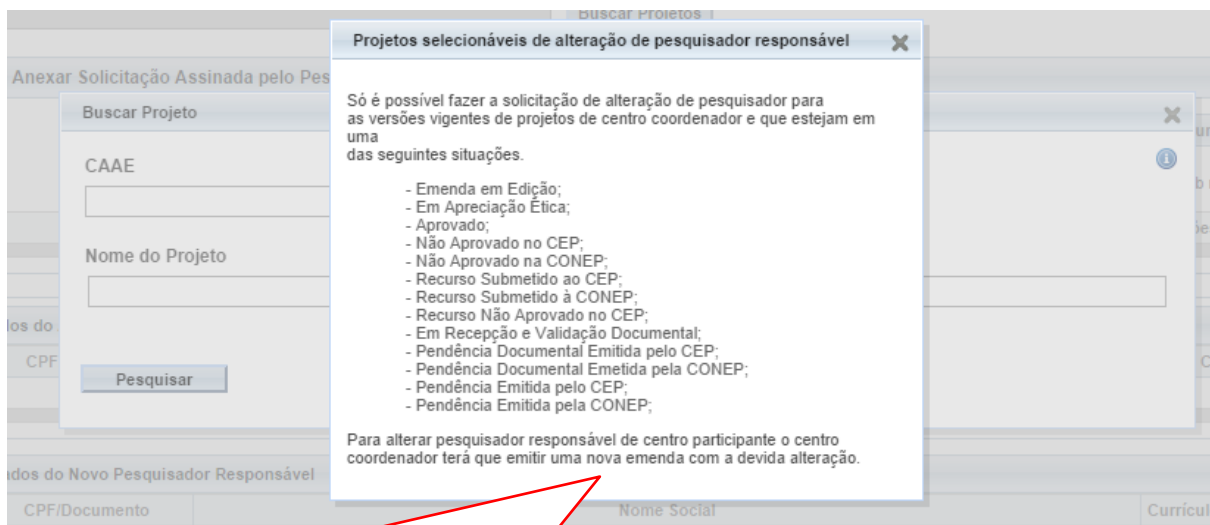 Buscar Projetos
Projetos selecionáveis de alteração de pesquisador responsável
Anexar Solicitação Assinada pelo Pes
Buscar Projeto
CAAE
Nome do Projeto
Pesquisar
Só é possível fazer a solicitação de alteração de pesquisador para
as versões vigentes de projetos de centro coordenador e que estejam em
uma
das seguintes situações.
- Emenda em Edição;
- Em Apreciação Ética;
- Aprovado;
- Não Aprovado no CEP;
- Não Aprovado na CONEP;
- Recurso Submetido ao CEP;
- Recurso Submetido à CONEP;
- Recurso Não Aprovado no CEP;
- Em Recepção e Validação Documental;
- Pendência Documental Emitida pelo CEP;
- Pendência Documental Emetida pela CONEP;
- Pendência Emitida pelo CEP;
- Pendência Emitida pela CONEP;
Para alterar pesquisador responsável de centro participante o centro
coordenador terá que emitir uma nova emenda com a devida alteração.
los do
CPF
ados do Novo Pesquisador Responsável
CPF/Documento
Nome Social
Currícul